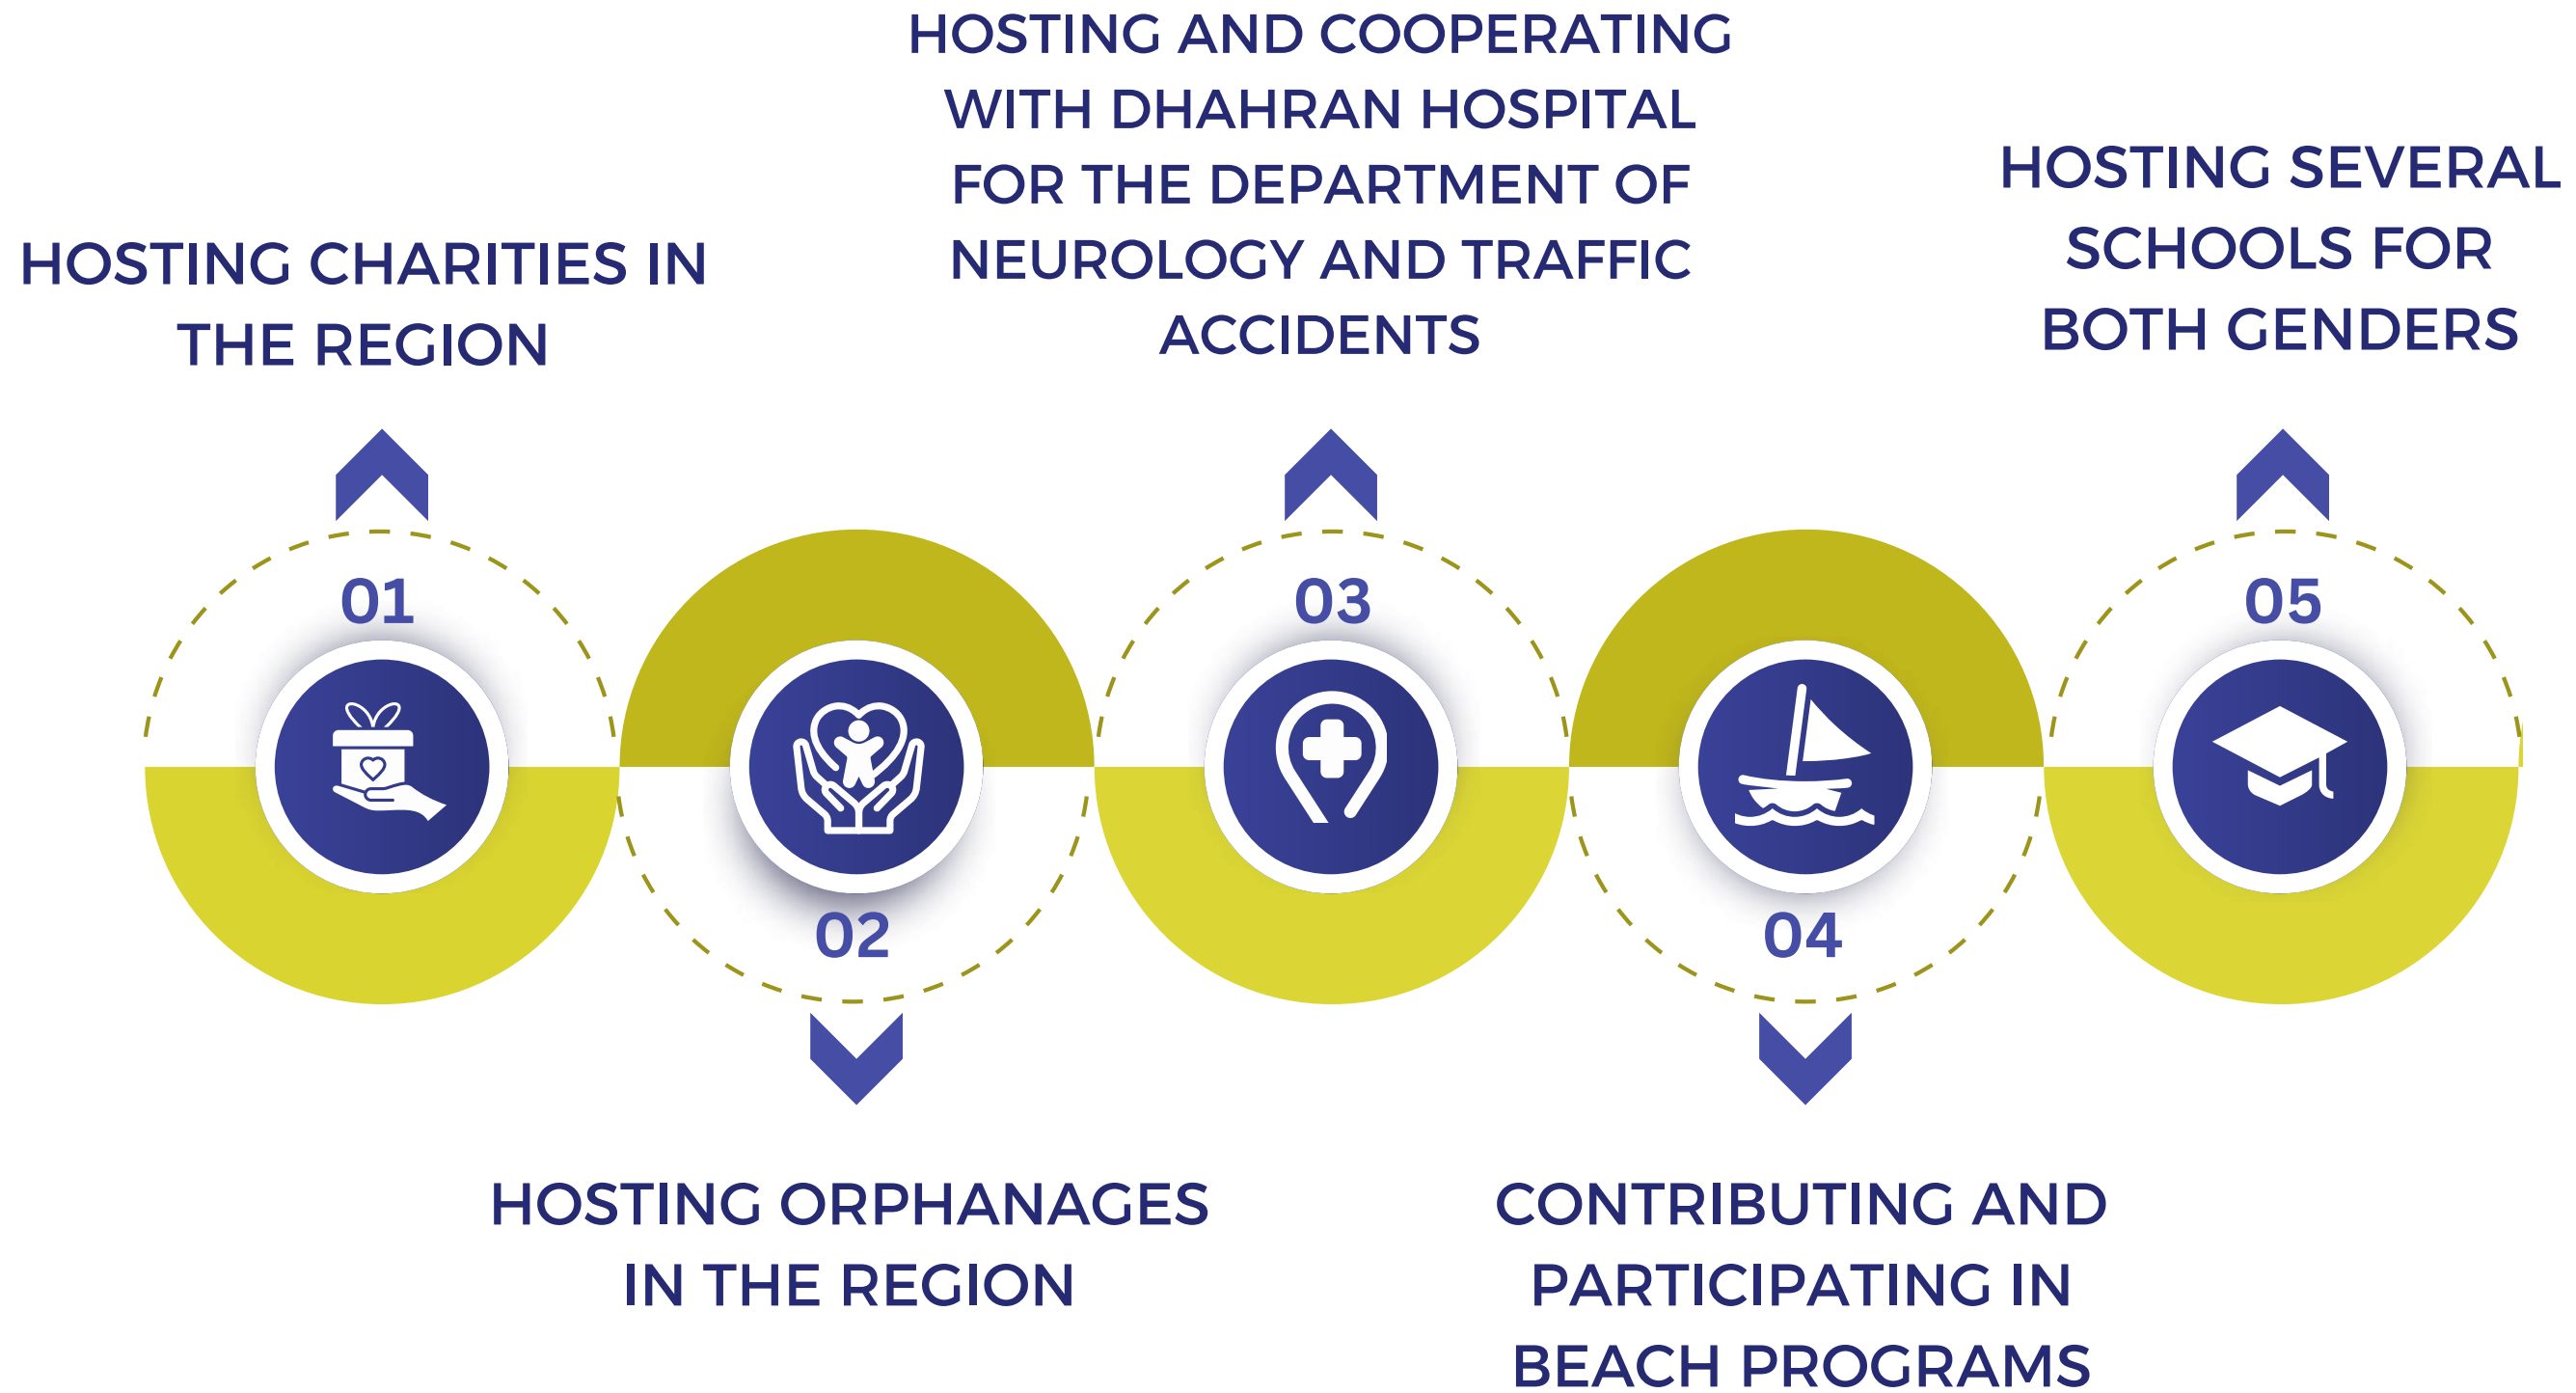 HOSTING CHARITIES IN
THE REGION
01
02
HOSTING ORPHANAGES
IN THE REGION
HOSTING AND COOPERATING
WITH DHAHRAN HOSPITAL
FOR THE DEPARTMENT OF
NEUROLOGY AND TRAFFIC
ACCIDENTS
03
04
CONTRIBUTING AND
PARTICIPATING IN
BEACH PROGRAMS
HOSTING SEVERAL
SCHOOLS FOR
BOTH GENDERS
05